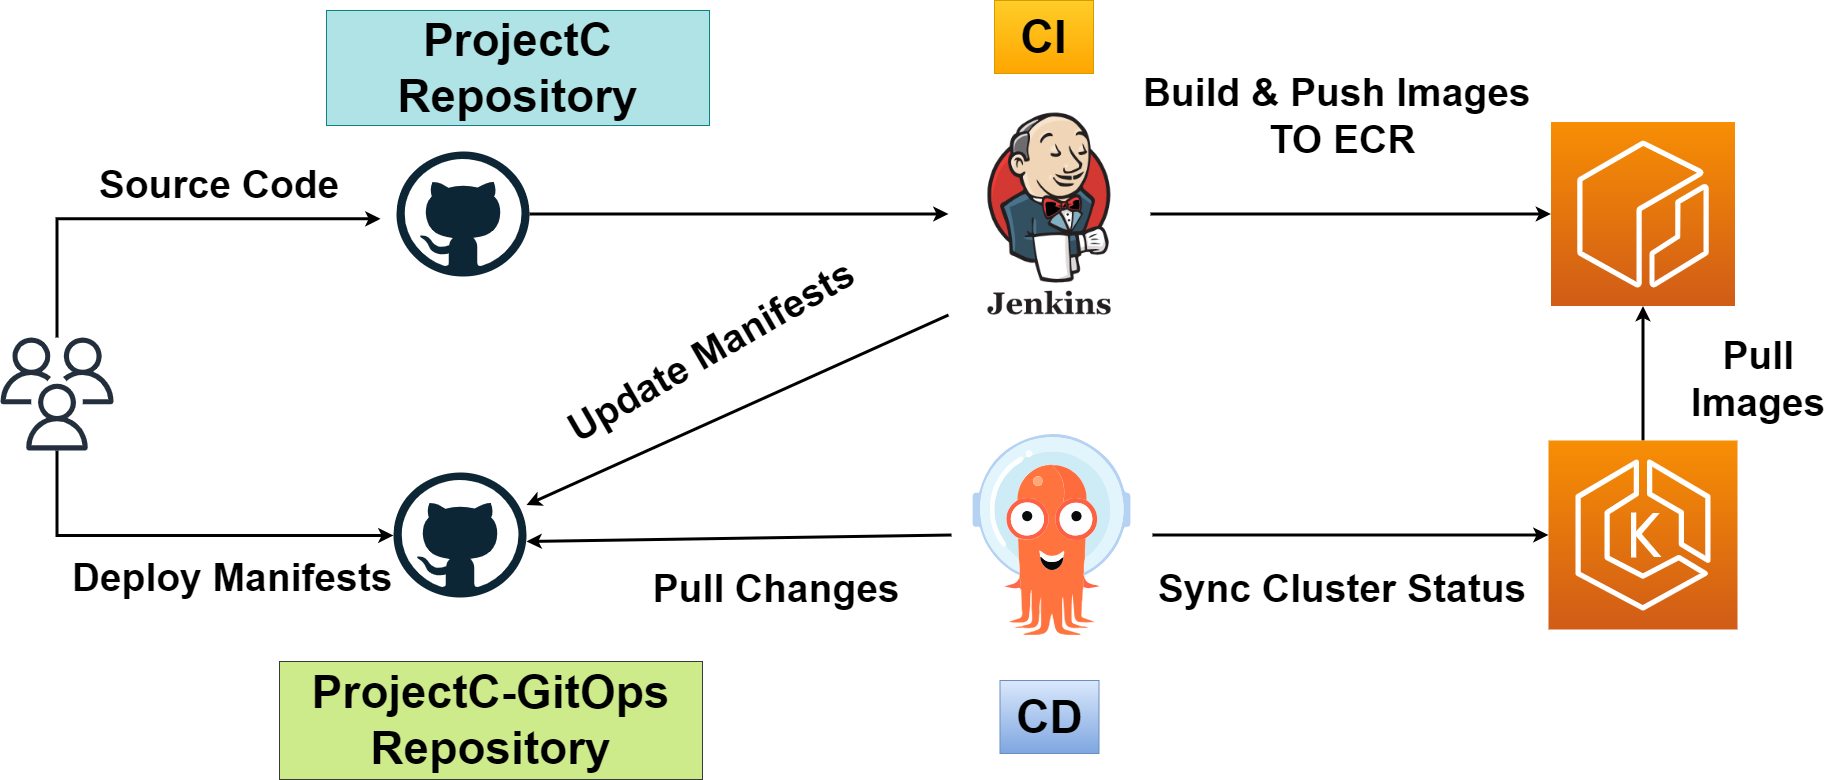 ProjectC
Repository
CI
Build & Push Images
TO ECR
Source Code
Jenkins
Update Manifests
Pull
Images
K
Deploy Manifests
Pull Changes
Sync Cluster Status
ProjectC-GitOps
Repository
CD